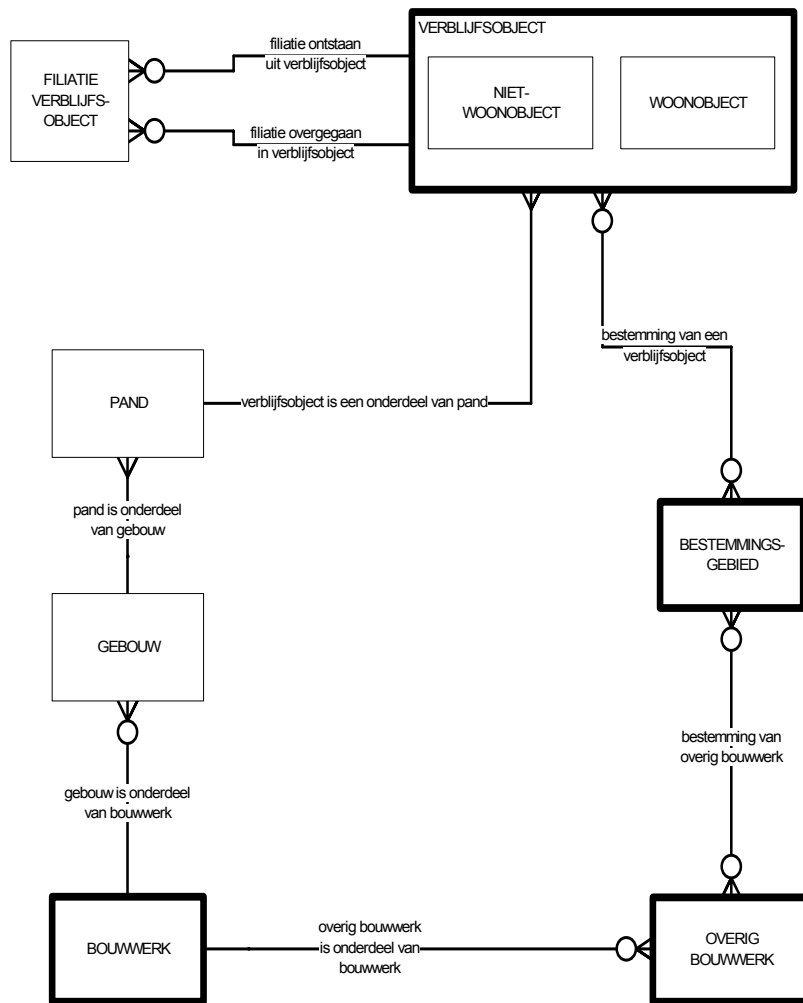 VERBLIJFSOBJECT
filiatie ontstaan
uit verblijfsobject
FILIATIE
VERBLIJFS-
OBJECT
NIET-
WOONOBJECT
WOONOBJECT
filiatie overgegaan
in verblijfsobject
bestemming van een
verblijfsobject
PAND
verblijfsobject is een onderdeel van pand
pand is onderdeel
van gebouw
BESTEMMINGS-
GEBIED
GEBOUW
bestemming van
overig bouwwerk
gebouw is onderdeel
van bouwwerk
BOUWWERK
overig bouwwerk
is onderdeel van
bouwwerk
OVERIG
BOUWWERK